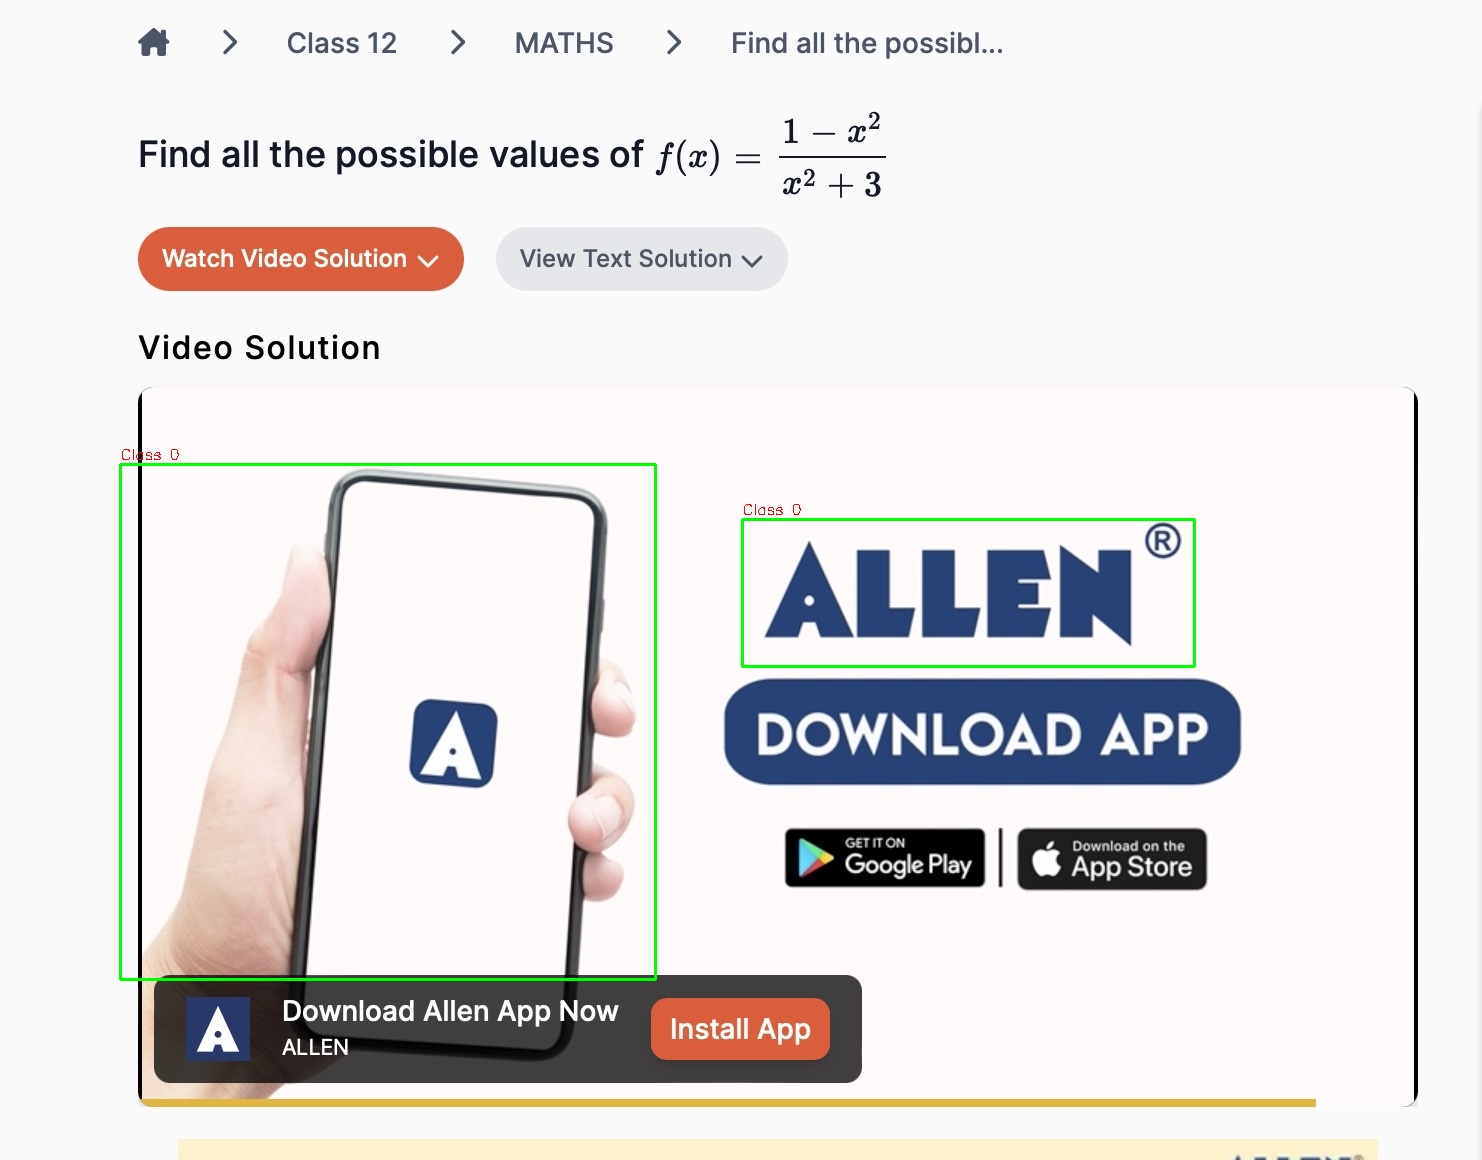 Class 12 > MATHS > Find all the possibl...
Find all the possible values of f(x) = \frac{1 - x^2}{x^2 + 3}
Watch Video Solution
View Text Solution
Video Solution
Class 0
Class 0
ALLEN®
DOWNLOAD APP
GET IT ON
Google Play
Download on the
App Store
Download Allen App Now
ALLEN
Install App